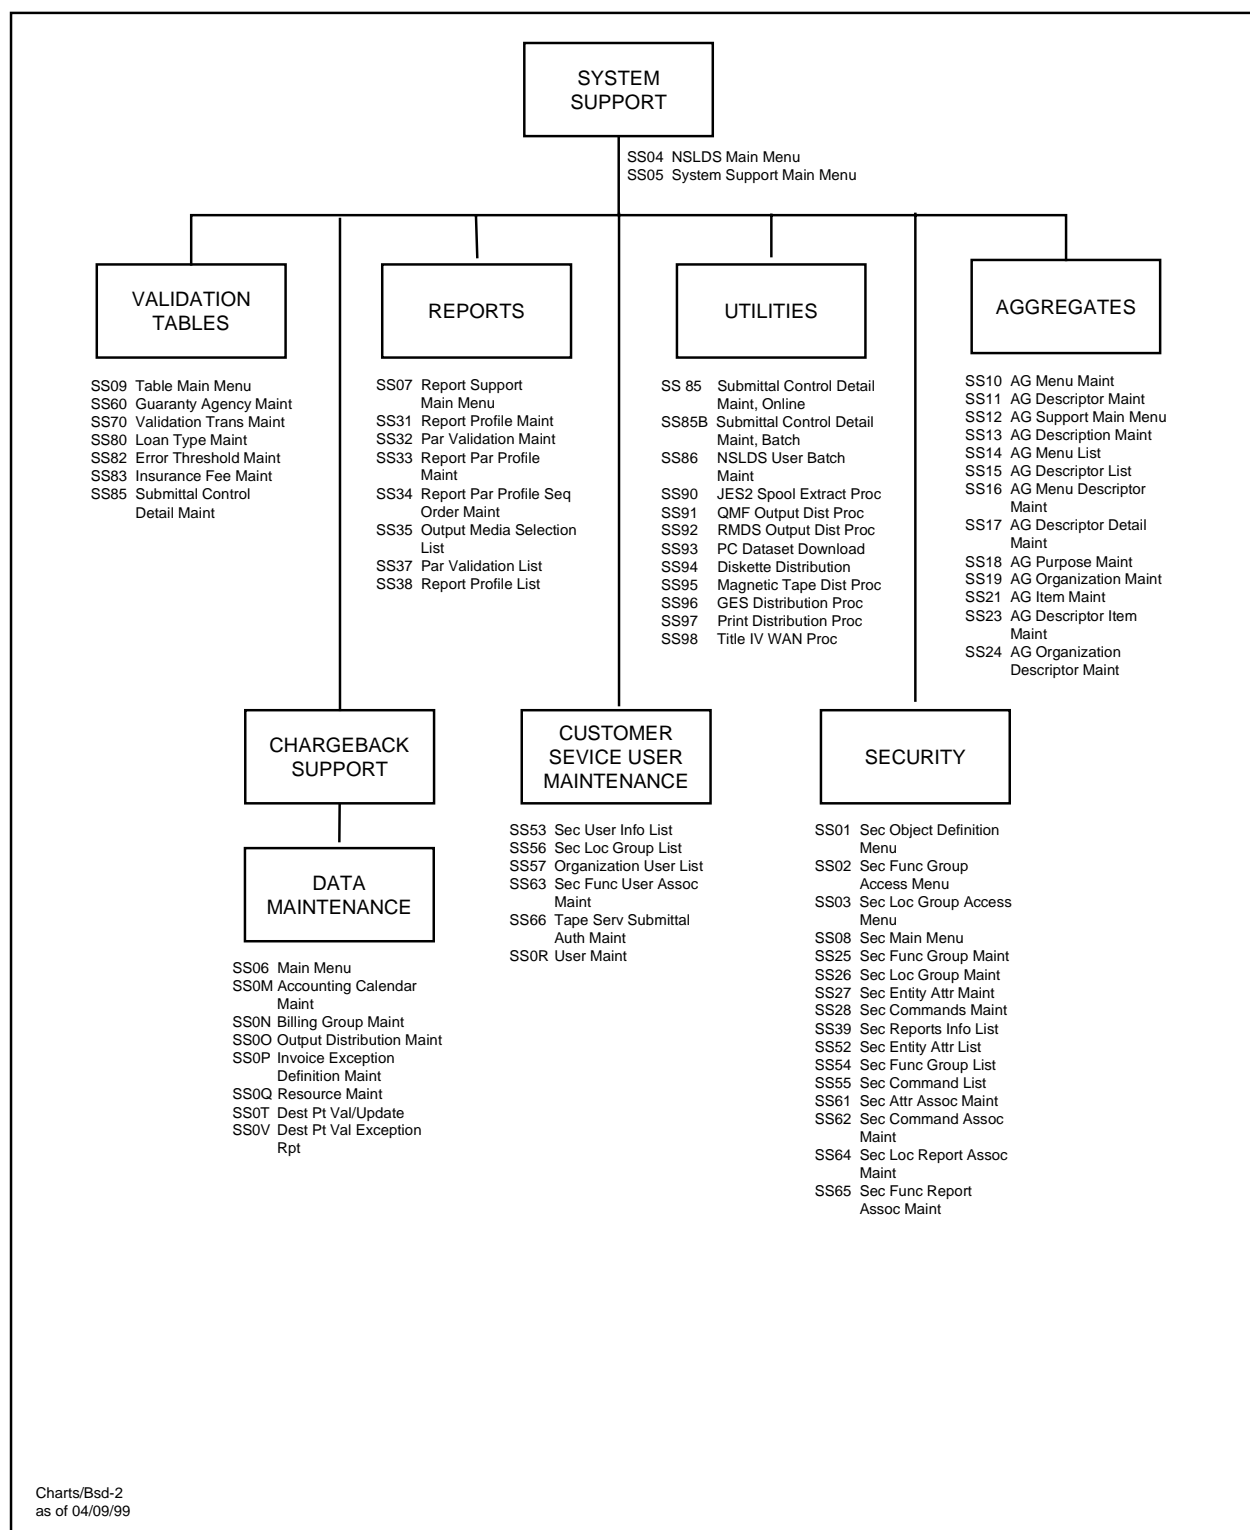 SYSTEM
SUPPORT
SS04 NSLDS Main Menu
SS05 System Support Main Menu
VALIDATION
TABLES
SS09 Table Main Menu
SS60 Guaranty Agency Maint
SS70 Validation Trans Maint
SS80 Loan Type Maint
SS82 Error Threshold Maint
SS83 Insurance Fee Maint
SS85 Submittal Control
Detail Maint
REPORTS
SS07 Report Support
Main Menu
SS31 Report Profile Maint
SS32 Par Validation Maint
SS33 Report Par Profile
Maint
SS34 Report Par Profile Seq
Order Maint
SS35 Output Media Selection
List
SS37 Par Validation List
SS38 Report Profile List
UTILITIES
SS 85 Submittal Control Detail
Maint, Online
SS85B Submittal Control Detail
Maint, Batch
SS86 NSLDS User Batch
Maint
SS90 JES2 Spool Extract Proc
SS91 QMF Output Dist Proc
SS92 RMDS Output Dist Proc
SS93 PC Dataset Download
SS94 Diskette Distribution
SS95 Magnetic Tape Dist Proc
SS96 GES Distribution Proc
SS97 Print Distribution Proc
SS98 Title IV WAN Proc
AGGREGATES
SS10 AG Menu Maint
SS11 AG Descriptor Maint
SS12 AG Support Main Menu
SS13 AG Description Maint
SS14 AG Menu List
SS15 AG Descriptor List
SS16 AG Menu Descriptor
Maint
SS17 AG Descriptor Detail
Maint
SS18 AG Purpose Maint
SS19 AG Organization Maint
SS21 AG Item Maint
SS23 AG Descriptor Item
Maint
SS24 AG Organization
Descriptor Maint
CHARGEBACK
SUPPORT
DATA
MAINTENANCE
SS06 Main Menu
SS0M Accounting Calendar
Maint
SS0N Billing Group Maint
SS0O Output Distribution Maint
SS0P Invoice Exception
Definition Maint
SS0Q Resource Maint
SS0T Dest Pt Val/Update
SS0V Dest Pt Val Exception
Rpt
CUSTOMER
SEVICE USER
MAINTENANCE
SS53 Sec User Info List
SS56 Sec Loc Group List
SS57 Organization User List
SS63 Sec Func User Assoc
Maint
SS66 Tape Serv Submittal
Auth Maint
SS0R User Maint
SECURITY
SS01 Sec Object Definition
Menu
SS02 Sec Func Group
Access Menu
SS03 Sec Loc Group Access
Menu
SS08 Sec Main Menu
SS25 Sec Func Group Maint
SS26 Sec Loc Group Maint
SS27 Sec Entity Attr Maint
SS28 Sec Commands Maint
SS39 Sec Reports Info List
SS52 Sec Entity Attr List
SS54 Sec Func Group List
SS55 Sec Command List
SS61 Sec Attr Assoc Maint
SS62 Sec Command Assoc
Maint
SS64 Sec Loc Report Assoc
Maint
SS65 Sec Func Report
Assoc Maint
Charts/Bsd-2
as of 04/09/99